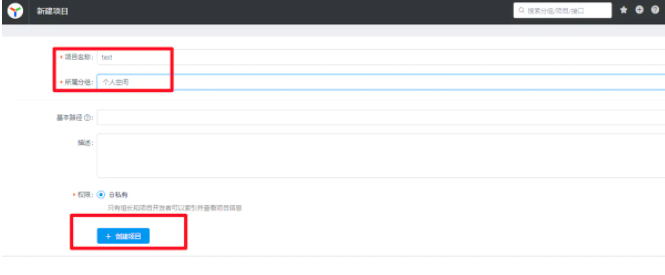 新建项目
搜索分组/项目/接口
* 项目名称: test
* 所属分组: 个人空间
基本路径 :
描述:
* 权限: 私有
只有组长和项目开发者可以索引并查看项目信息
+ 创建项目